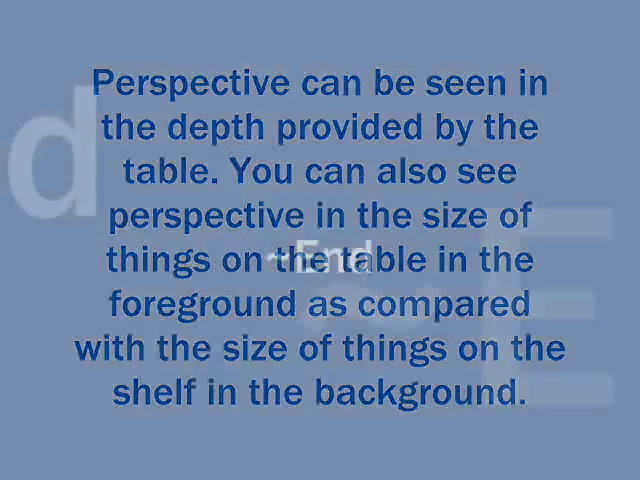 Perspective can be seen in
the depth provided by the
table. You can also see
perspective in the size of
things on the table in the
foreground as compared
with the size of things on the
shelf in the background.
~End
d
E
~